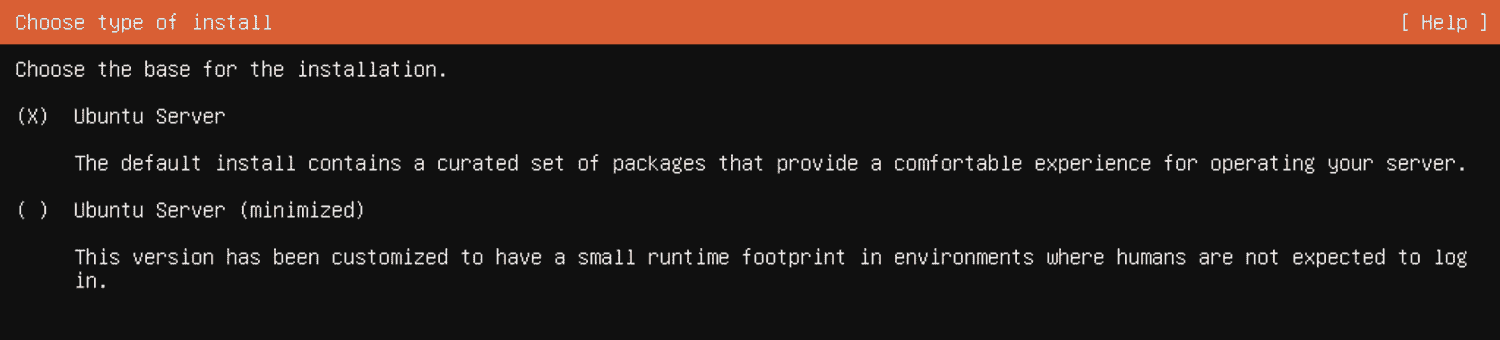 Choose type of install [ Help ]
Choose the base for the installation.
(X) Ubuntu Server
The default install contains a curated set of packages that provide a comfortable experience for operating your server.
( ) Ubuntu Server (minimized)
This version has been customized to have a small runtime footprint in environments where humans are not expected to log
in.